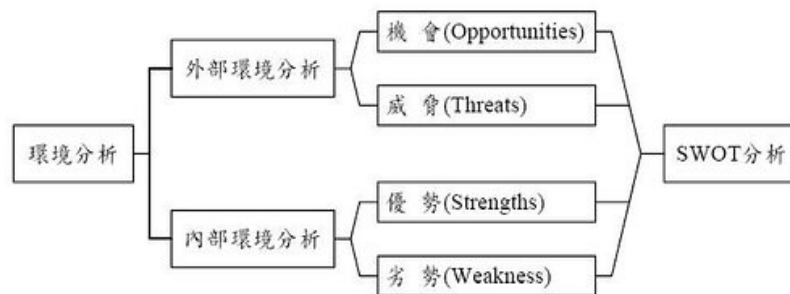 機 會(Opportunities)
外部環境分析
威 脅(Threats)
環境分析
SWOT分析
優 勢(Strengths)
內部環境分析
劣 勢(Weakness)